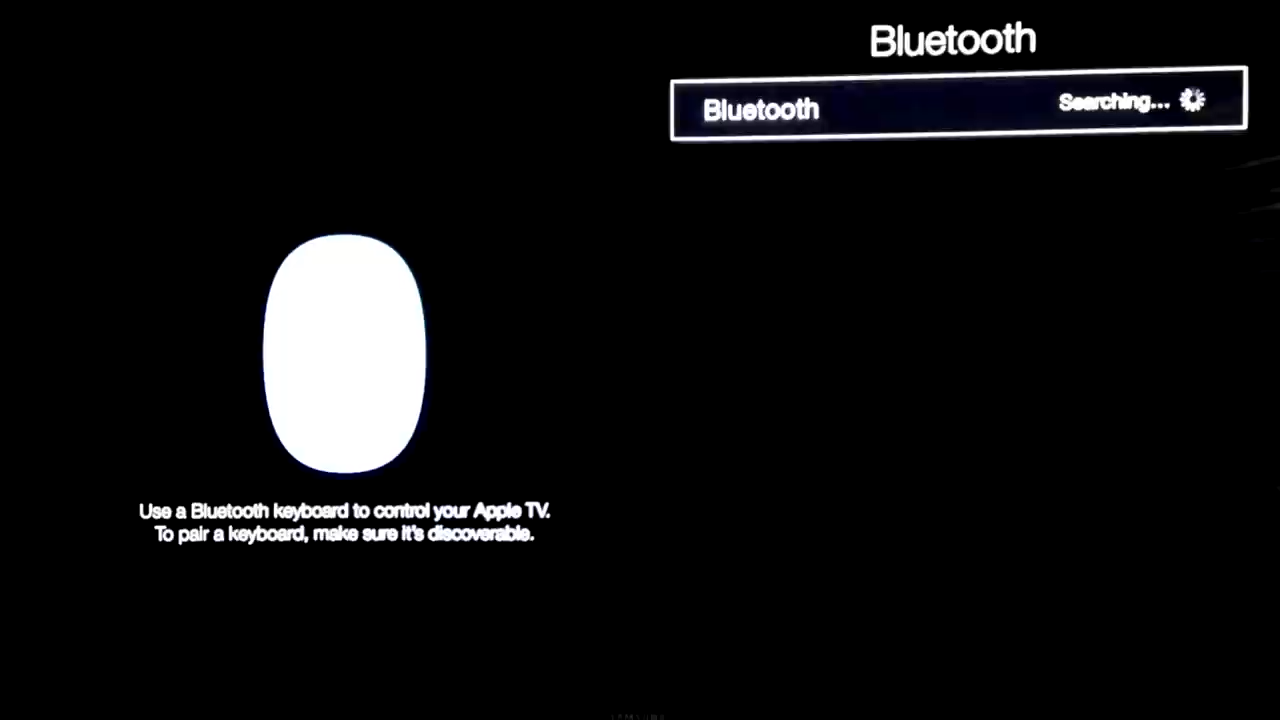 Bluetooth
Bluetooth Searching...
Use a Bluetooth keyboard to control your Apple TV.
To pair a keyboard, make sure it's discoverable.